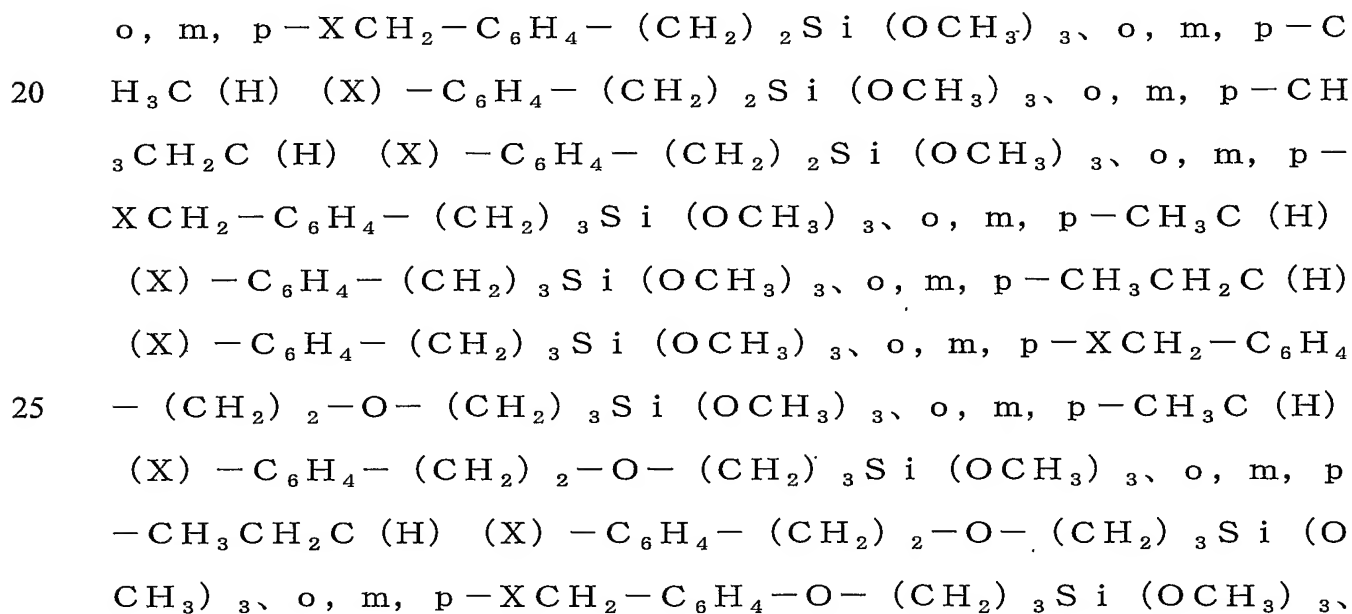 o, m, p－XCH₂－C₆H₄－(CH₂)₂Si(OCH₃)₃、o, m, p－C
20 H₃C(H)(X)－C₆H₄－(CH₂)₂Si(OCH₃)₃、o, m, p－CH
₃CH₂C(H)(X)－C₆H₄－(CH₂)₂Si(OCH₃)₃、o, m, p－
XCH₂－C₆H₄－(CH₂)₃Si(OCH₃)₃、o, m, p－CH₃C(H)
(X)－C₆H₄－(CH₂)₃Si(OCH₃)₃、o, m, p－CH₃CH₂C(H)
(X)－C₆H₄－(CH₂)₃Si(OCH₃)₃、o, m, p－XCH₂－C₆H₄
25 －(CH₂)₂－O－(CH₂)₃Si(OCH₃)₃、o, m, p－CH₃C(H)
(X)－C₆H₄－(CH₂)₂－O－(CH₂)₃Si(OCH₃)₃、o, m, p
－CH₃CH₂C(H)(X)－C₆H₄－(CH₂)₂－O－(CH₂)₃Si(O
CH₃)₃、o, m, p－XCH₂－C₆H₄－O－(CH₂)₃Si(OCH₃)₃、